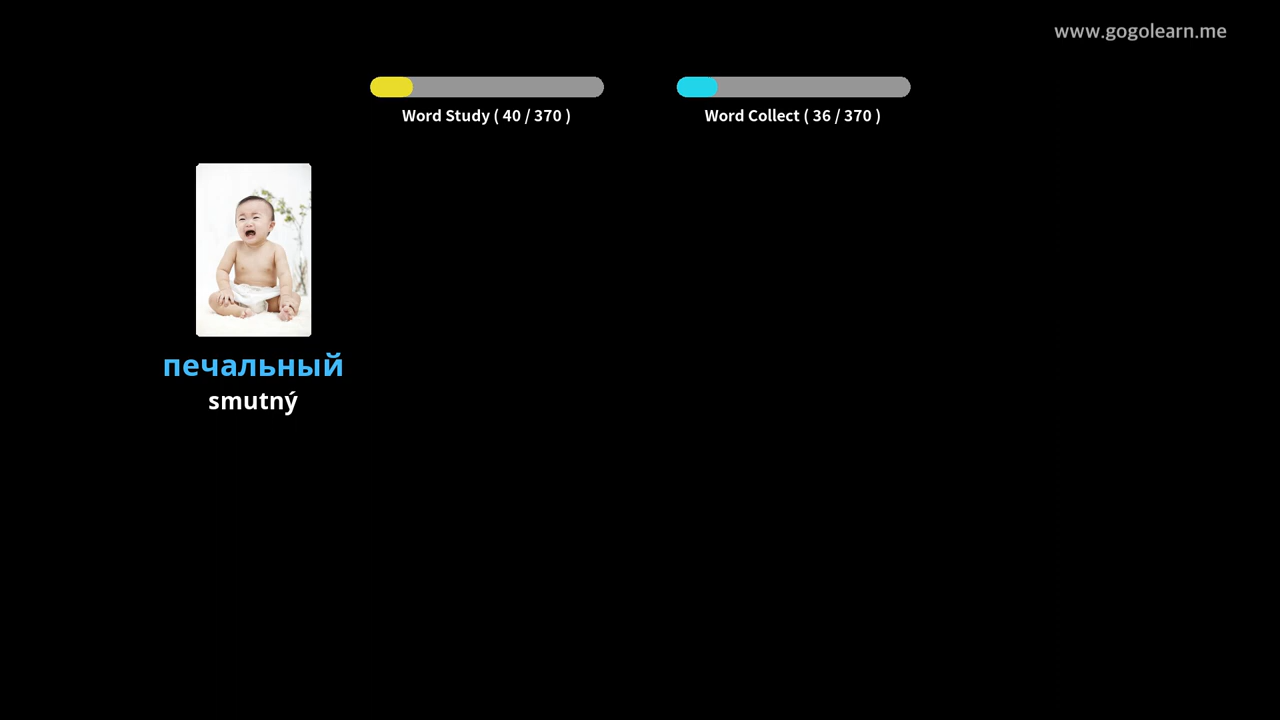 www.gogolearn.me
Word Study ( 40 / 370 )
Word Collect ( 36 / 370 )
печальный
smutný